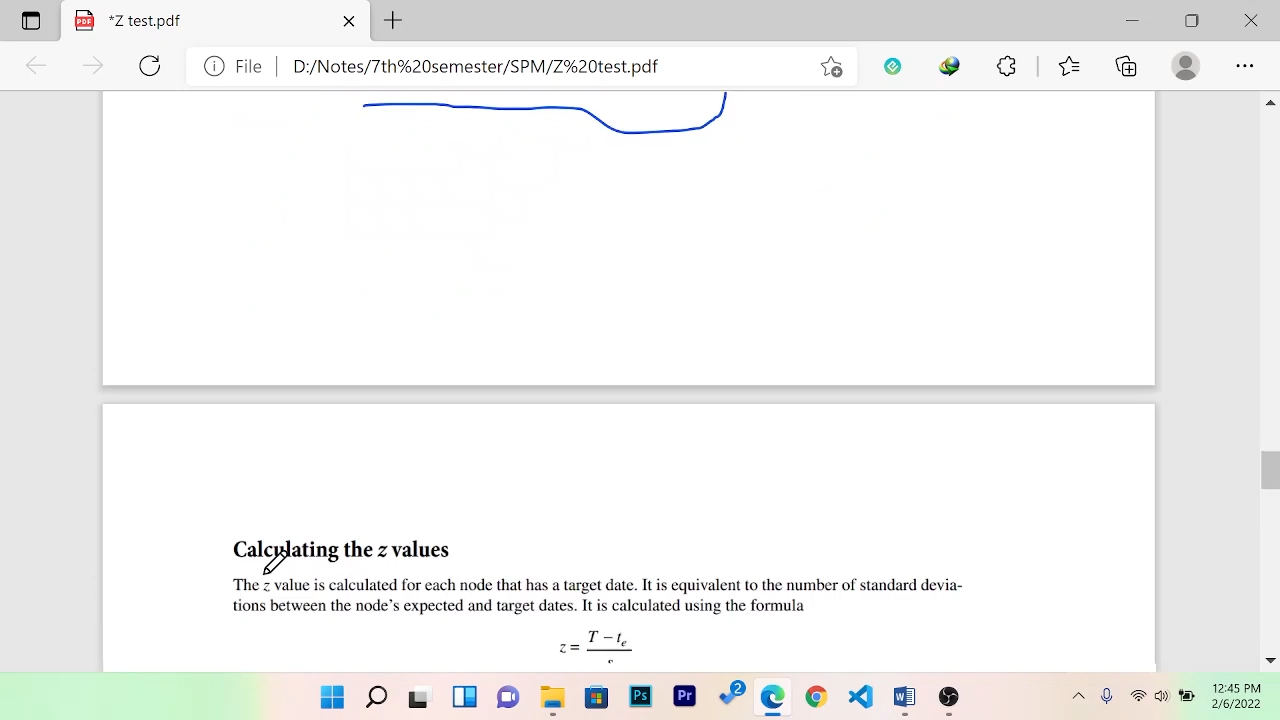 *Z test.pdf
File
D:/Notes/7th%20semester/SPM/Z%20test.pdf
Calculating the z values
The z value is calculated for each node that has a target date. It is equivalent to the number of standard devia-
tions between the node's expected and target dates. It is calculated using the formula
z = T – te
s
2
12:45 PM
2/6/2022